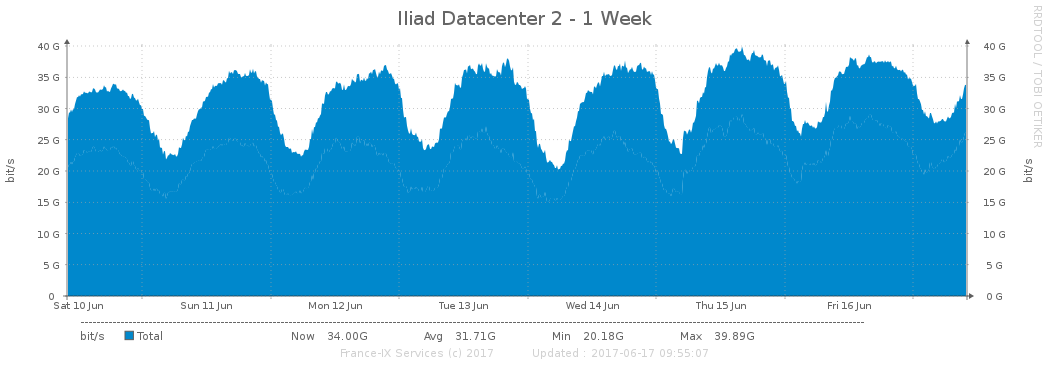 Iliad Datacenter 2 - 1 Week
RRDTOOL / TOBI OETIKER
40 G 40 G
35 G 35 G
30 G 30 G
25 G 25 G
20 G 20 G
15 G 15 G
10 G 10 G
5 G 5 G
0 0 G
bit/s bit/s
Sat 10 Jun Sun 11 Jun Mon 12 Jun Tue 13 Jun Wed 14 Jun Thu 15 Jun Fri 16 Jun
bit/s Total Now 34.00G Avg 31.71G Min 20.18G Max 39.89G
France-IX Services (c) 2017 Updated : 2017-06-17 09:55:07